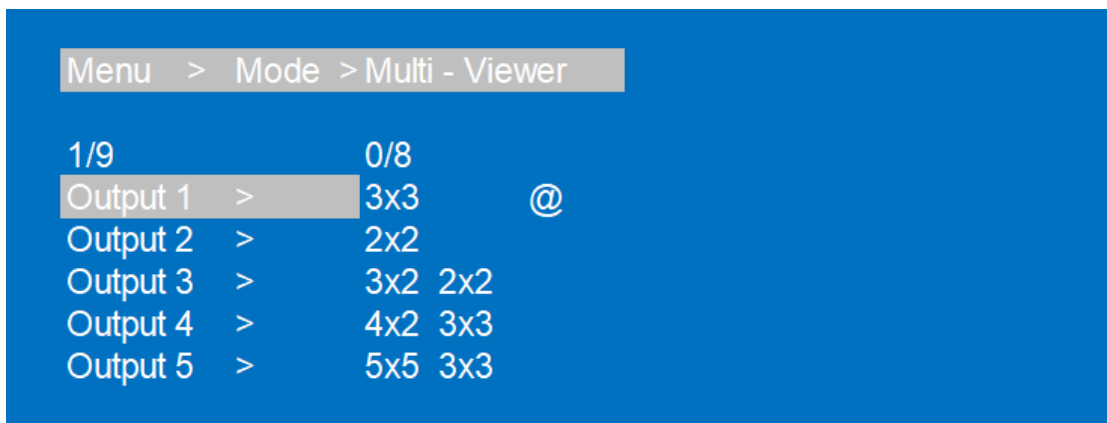 Menu > Mode > Multi - Viewer
1/9 0/8
Output 1 > 3x3 @
Output 2 > 2x2
Output 3 > 3x2 2x2
Output 4 > 4x2 3x3
Output 5 > 5x5 3x3